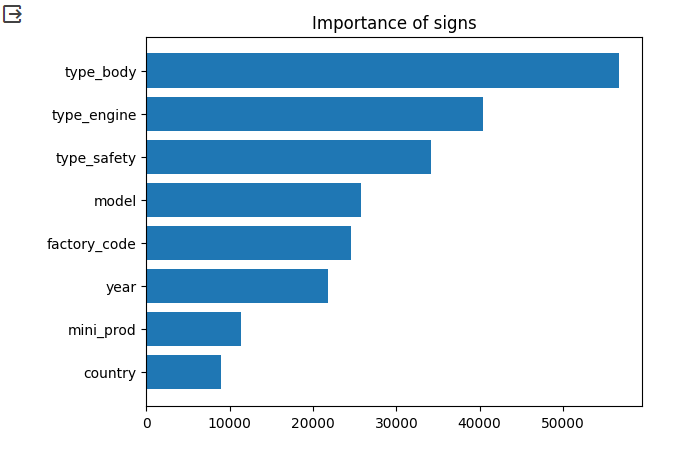 Importance of signs
type_body
type_engine
type_safety
model
factory_code
year
mini_prod
country
0 10000 20000 30000 40000 50000